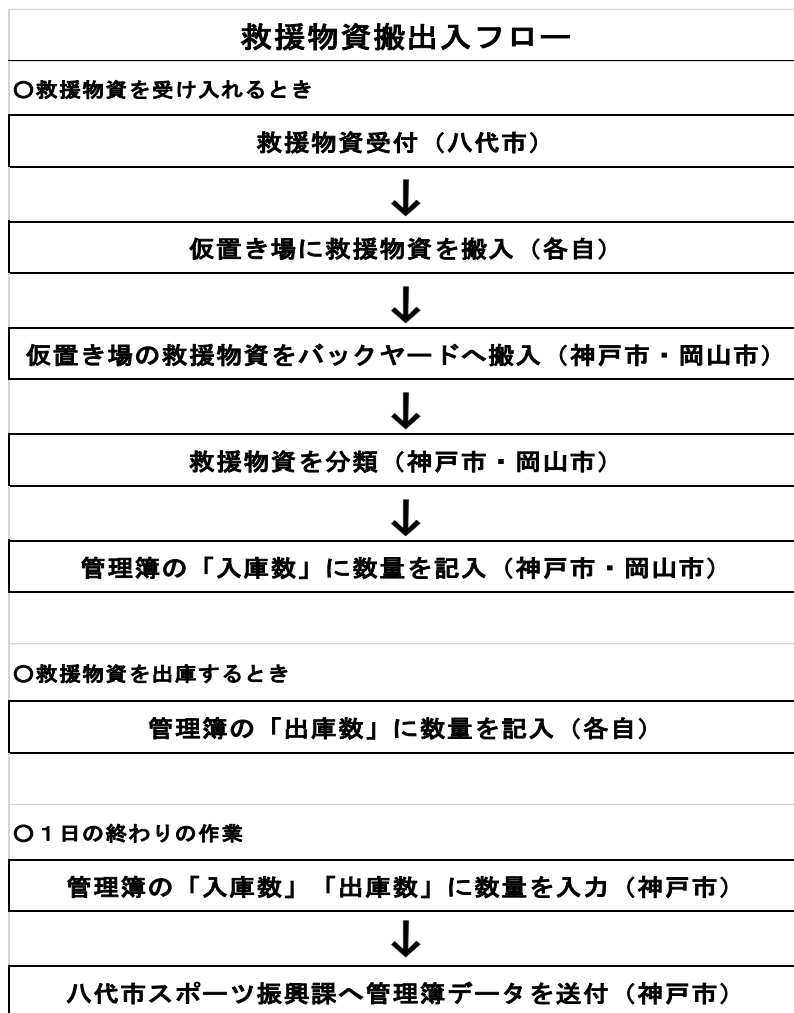 救援物資搬出入フロー
〇救援物資を受け入れるとき
救援物資受付（八代市）
↓
仮置き場に救援物資を搬入（各自）
↓
仮置き場の救援物資をバックヤードへ搬入（神戸市・岡山市）
↓
救援物資を分類（神戸市・岡山市）
↓
管理簿の「入庫数」に数量を記入（神戸市・岡山市）
〇救援物資を出庫するとき
管理簿の「出庫数」に数量を記入（各自）
〇１日の終わりの作業
管理簿の「入庫数」「出庫数」に数量を入力（神戸市）
↓
八代市スポーツ振興課へ管理簿データを送付（神戸市）